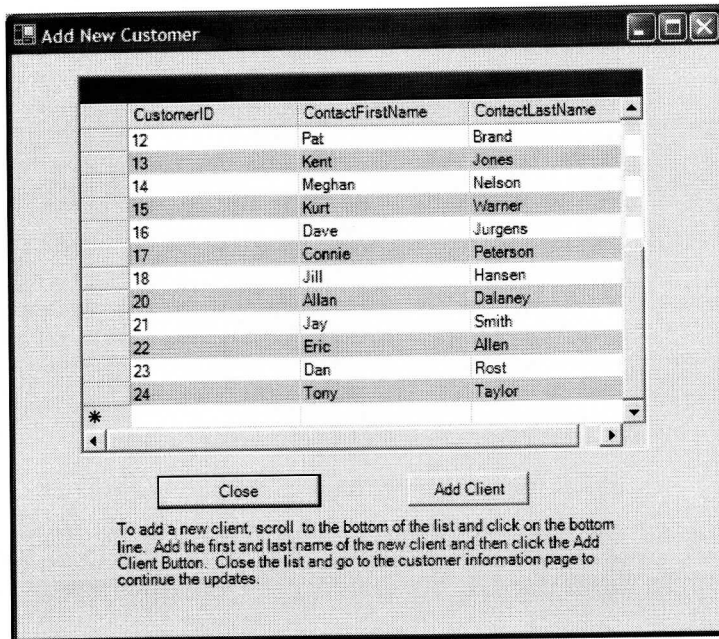 Add New Customer
CustomerID ContactFirstName ContactLastName
12 Pat Brand
13 Kent Jones
14 Meghan Nelson
15 Kurt Warner
16 Dave Jurgens
17 Connie Peterson
18 Jill Hansen
20 Allan Dalaney
21 Jay Smith
22 Eric Allen
23 Dan Rost
24 Tony Taylor
*
Close Add Client
To add a new client, scroll to the bottom of the list and click on the bottom
line. Add the first and last name of the new client and then click the Add
Client Button. Close the list and go to the customer information page to
continue the updates.